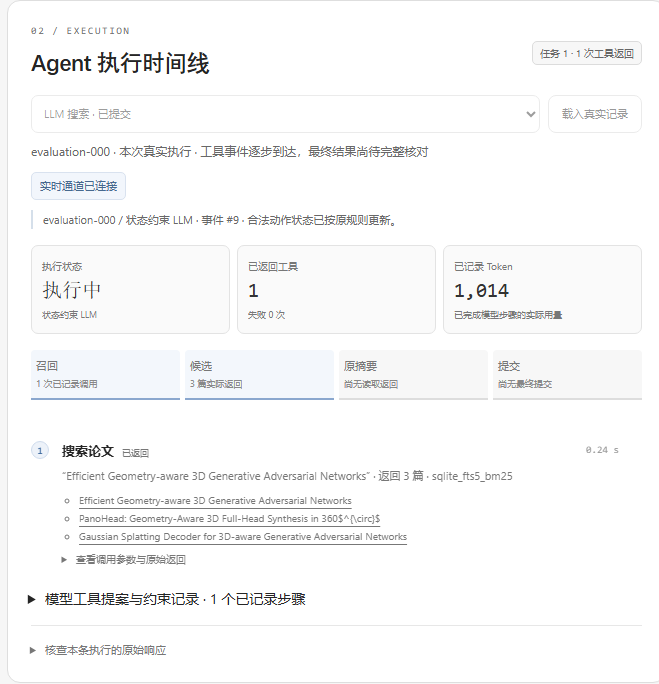 02 / EXECUTION
Agent 执行时间线
任务 1 · 1 次工具返回
LLM 搜索 · 已提交
载入真实记录
evaluation-000 · 本次真实执行 · 工具事件逐步到达，最终结果尚待完整核对
实时通道已连接
evaluation-000 / 状态约束 LLM · 事件 #9 · 合法动作状态已按原规则更新。
执行状态
执行中
状态约束 LLM
已返回工具
1
失败 0 次
已记录 Token
1,014
已完成模型步骤的实际用量
召回
1 次已记录调用
候选
3 篇实际返回
原摘要
尚无读取返回
提交
尚无最终提交
1 搜索论文 已返回 0.24 s
“Efficient Geometry-aware 3D Generative Adversarial Networks” · 返回 3 篇 · sqlite_fts5_bm25
Efficient Geometry-aware 3D Generative Adversarial Networks
PanoHead: Geometry-Aware 3D Full-Head Synthesis in 360$^{\circ}$
Gaussian Splatting Decoder for 3D-aware Generative Adversarial Networks
查看调用参数与原始返回
模型工具提案与约束记录 · 1 个已记录步骤
核查本条执行的原始响应